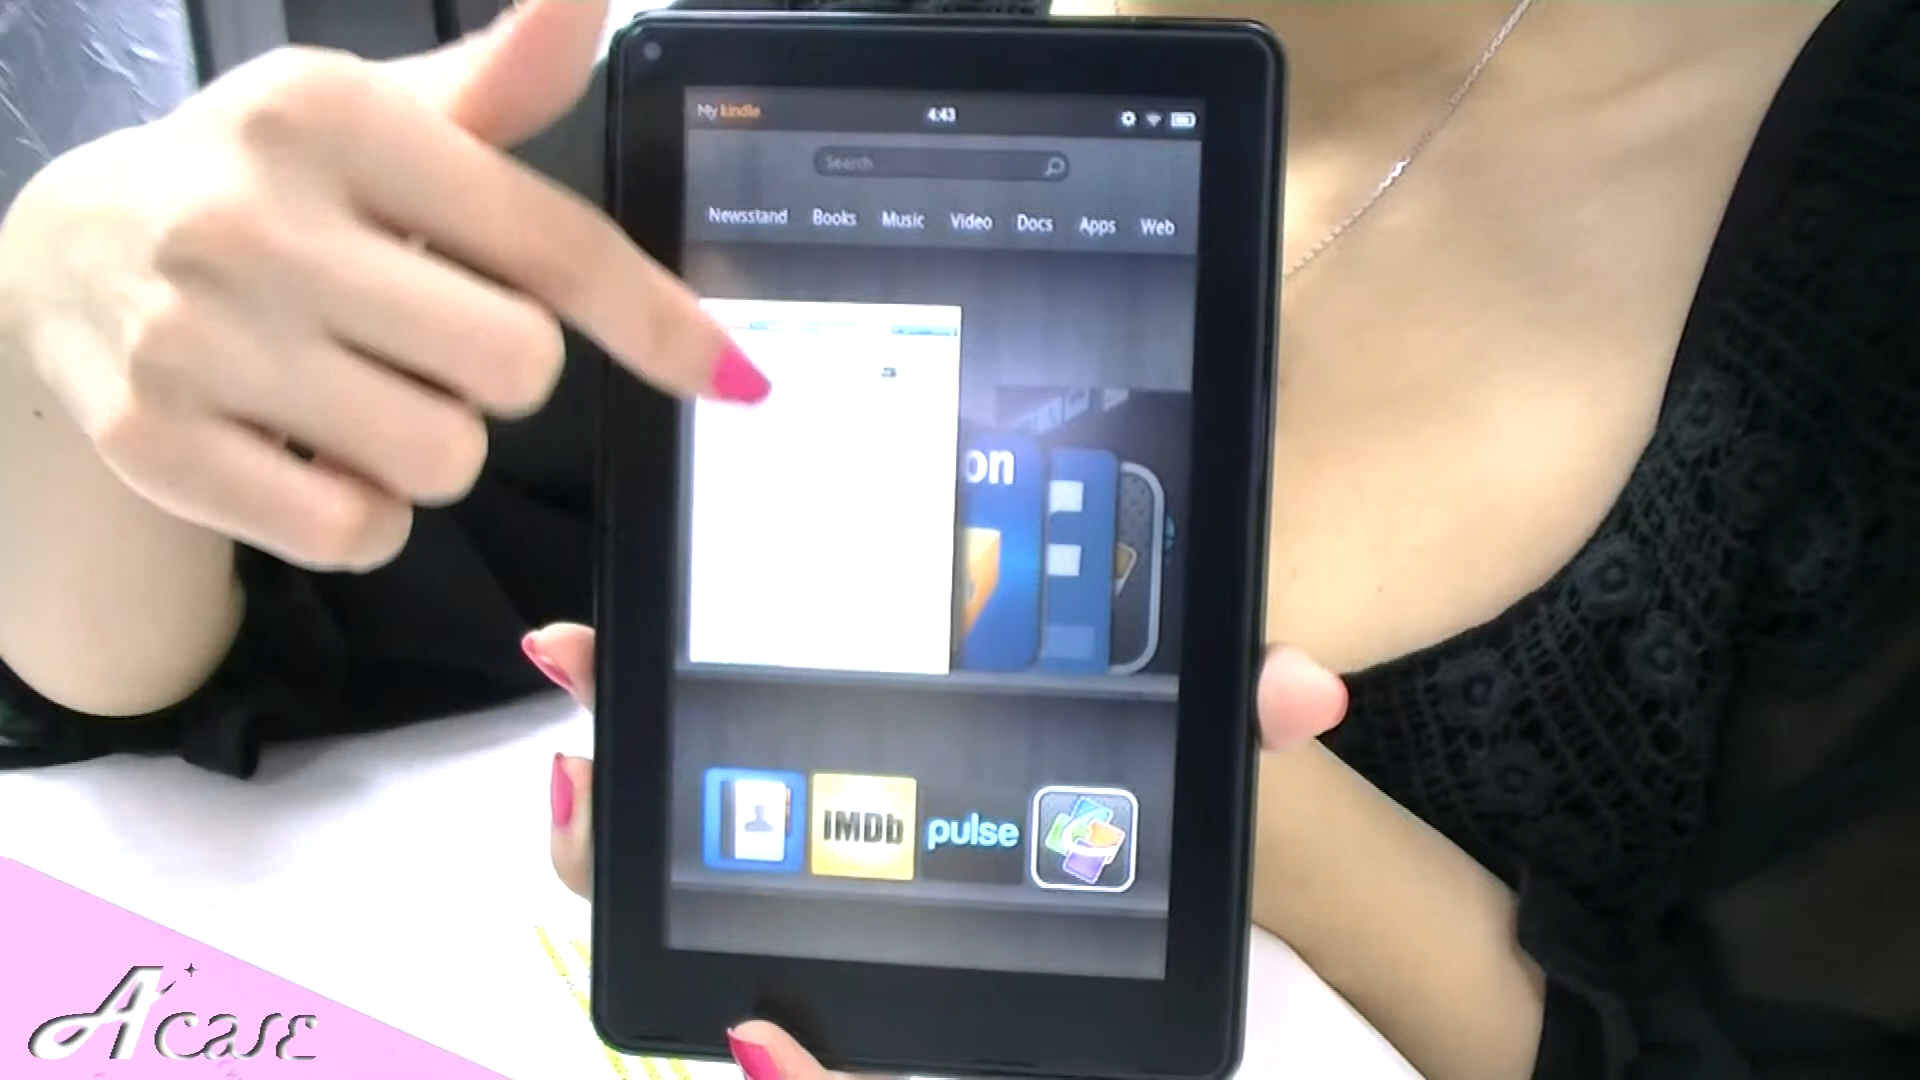 My kindle 4:43
Search
Newsstand Books Music Video Docs Apps Web
on
IMDb pulse
Acase